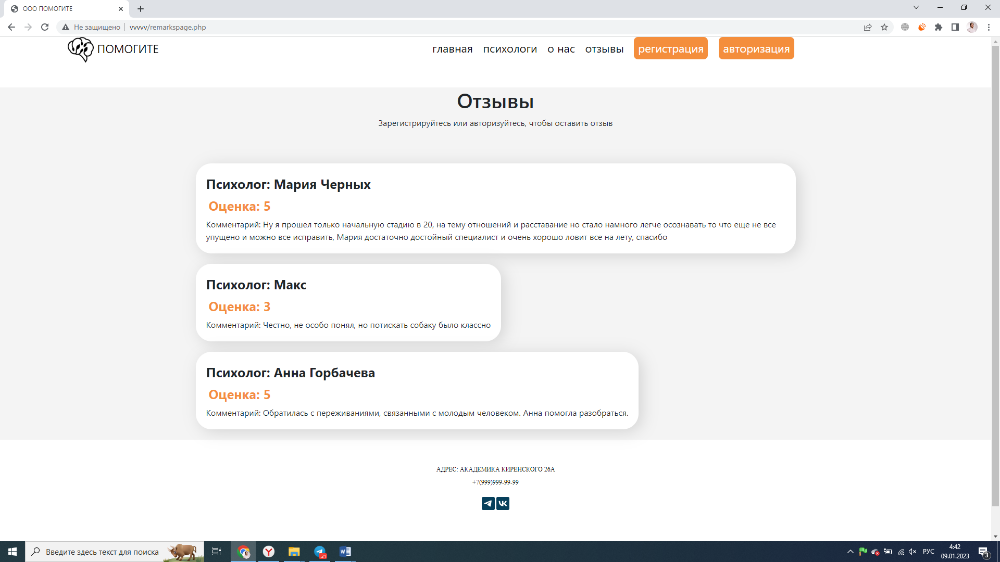 ООО ПОМОГИТЕ
Не защищено
vvvvv/remarkspage.php
ПОМОГИТЕ
главная
психологи
о нас
отзывы
регистрация
авторизация
Отзывы
Зарегистрируйтесь или авторизуйтесь, чтобы оставить отзыв
Психолог: Мария Черных
Оценка: 5
Комментарий: Ну я прошел только начальную стадию в 20, на тему отношений и расставание но стало намного легче осознавать то что еще не все
упущено и можно все исправить, Мария достаточно достойный специалист и очень хорошо ловит все на лету, спасибо
Психолог: Макс
Оценка: 3
Комментарий: Честно, не особо понял, но потискать собаку было классно
Психолог: Анна Горбачева
Оценка: 5
Комментарий: Обратилась с переживаниями, связанными с молодым человеком. Анна помогла разобраться.
АДРЕС: АКАДЕМИКА КИРЕНСКОГО 26А
+7(999)999-99-99
Введите здесь текст для поиска
21
РУС
4:42
09.01.2023
3